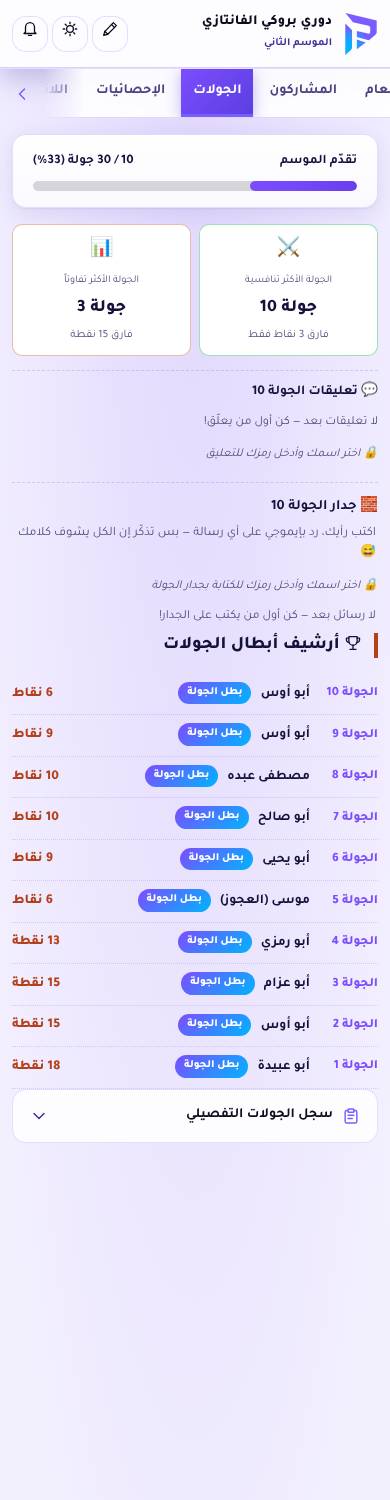 دوري بروكي الفانتازي
الموسم الثاني
عام
المشاركون
الجولات
الإحصائيات
اللا
تقدّم الموسم
10 / 30 جولة (33%)
⚔️
الجولة الأكثر تنافسية
جولة 10
فارق 3 نقاط فقط
📊
الجولة الأكثر تفاوتاً
جولة 3
فارق 15 نقطة
💬 تعليقات الجولة 10
لا تعليقات بعد — كن أول من يعلّق!
🔒 اختر اسمك وأدخل رمزك للتعليق
🧱 جدار الجولة 10
اكتب رأيك، رد بإيموجي على أي رسالة — بس تذكّر إن الكل يشوف كلامك
😅
🔒 اختر اسمك وأدخل رمزك للكتابة بجدار الجولة
لا رسائل بعد — كن أول من يكتب على الجدار!
أرشيف أبطال الجولات
الجولة 10 أبو أوس بطل الجولة 6 نقاط
الجولة 9 أبو أوس بطل الجولة 9 نقاط
الجولة 8 مصطفى عبده بطل الجولة 10 نقاط
الجولة 7 أبو صالح بطل الجولة 10 نقاط
الجولة 6 أبو يحيى بطل الجولة 9 نقاط
الجولة 5 موسى (العجوز) بطل الجولة 6 نقاط
الجولة 4 أبو رمزي بطل الجولة 13 نقطة
الجولة 3 أبو عزام بطل الجولة 15 نقطة
الجولة 2 أبو أوس بطل الجولة 15 نقطة
الجولة 1 أبو عبيدة بطل الجولة 18 نقطة
سجل الجولات التفصيلي